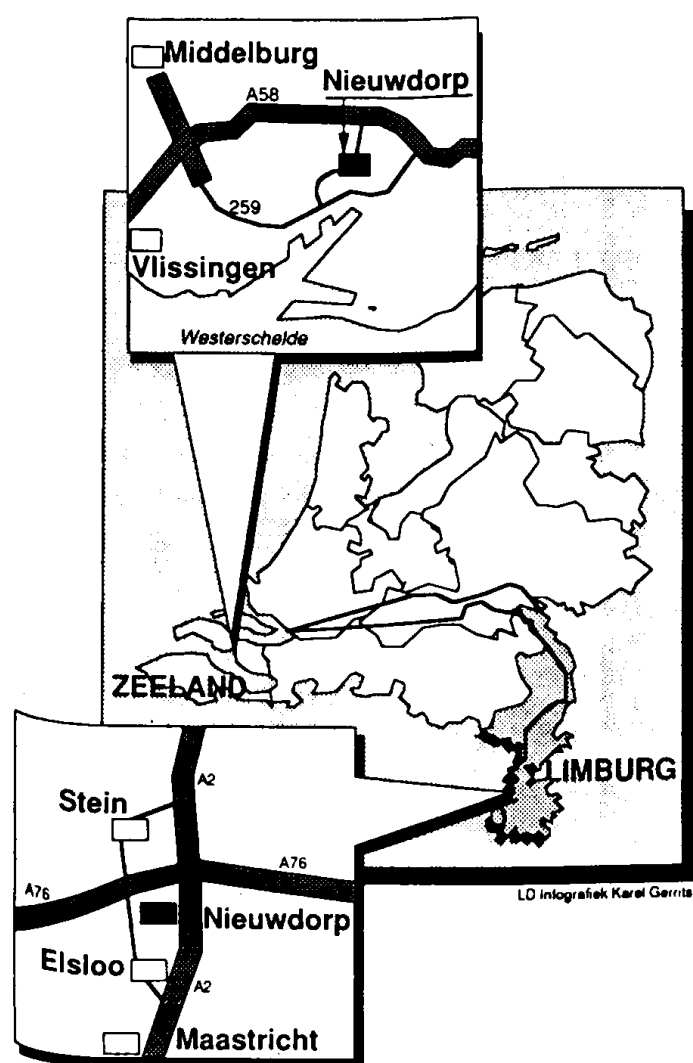 Middelburg
Nieuwdorp
A58
259
Vlissingen
Westerschelde
ZEELAND
LIMBURG
LD Infografiek Karel Gerrits
A2
Stein
A76
A76
Nieuwdorp
Elsloo
A2
Maastricht